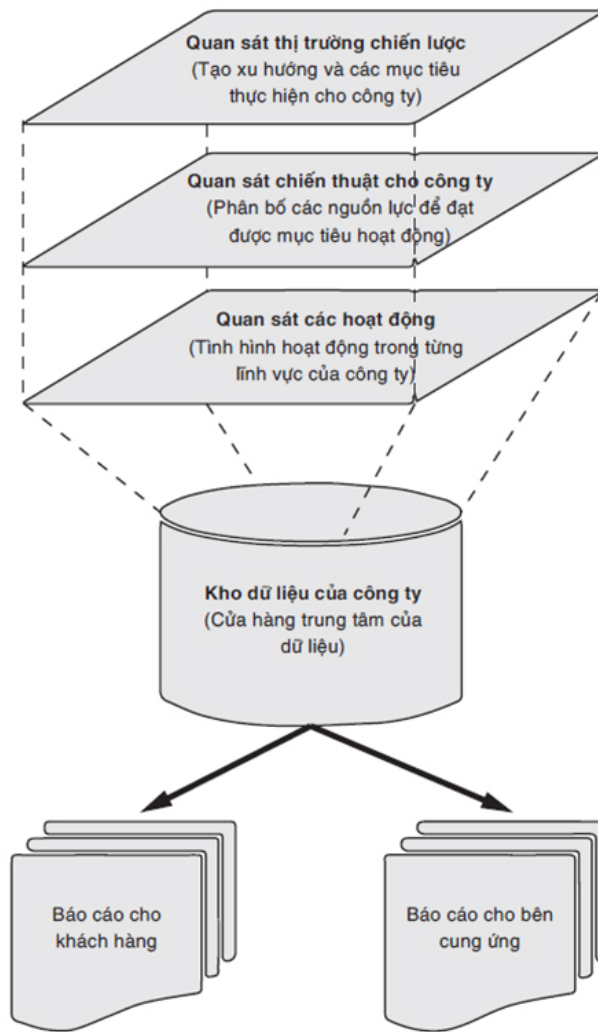 Quan sát thị trường chiến lược
(Tạo xu hướng và các mục tiêu
thực hiện cho công ty)
Quan sát chiến thuật cho công ty
(Phân bố các nguồn lực để đạt
được mục tiêu hoạt động)
Quan sát các hoạt động
(Tình hình hoạt động trong từng
lĩnh vực của công ty)
Kho dữ liệu của công ty
(Cửa hàng trung tâm của
dữ liệu)
Báo cáo cho
khách hàng
Báo cáo cho bên
cung ứng